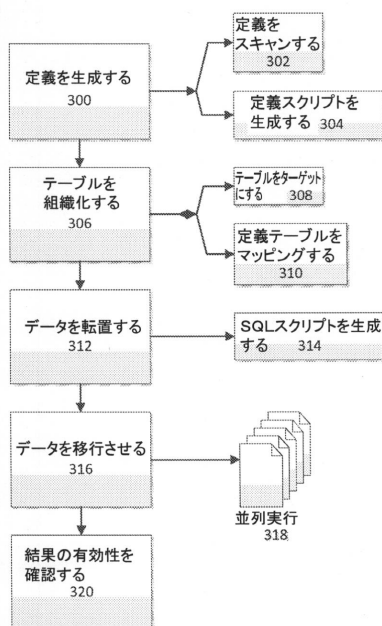 定義を生成する
300
定義を
スキャンする
302
定義スクリプトを
生成する 304
テーブルを
組織化する
306
テーブルをターゲット
にする 308
定義テーブルを
マッピングする
310
データを転置する
312
SQLスクリプトを生成
する 314
データを移行させる
316
並列実行
318
結果の有効性を
確認する
320